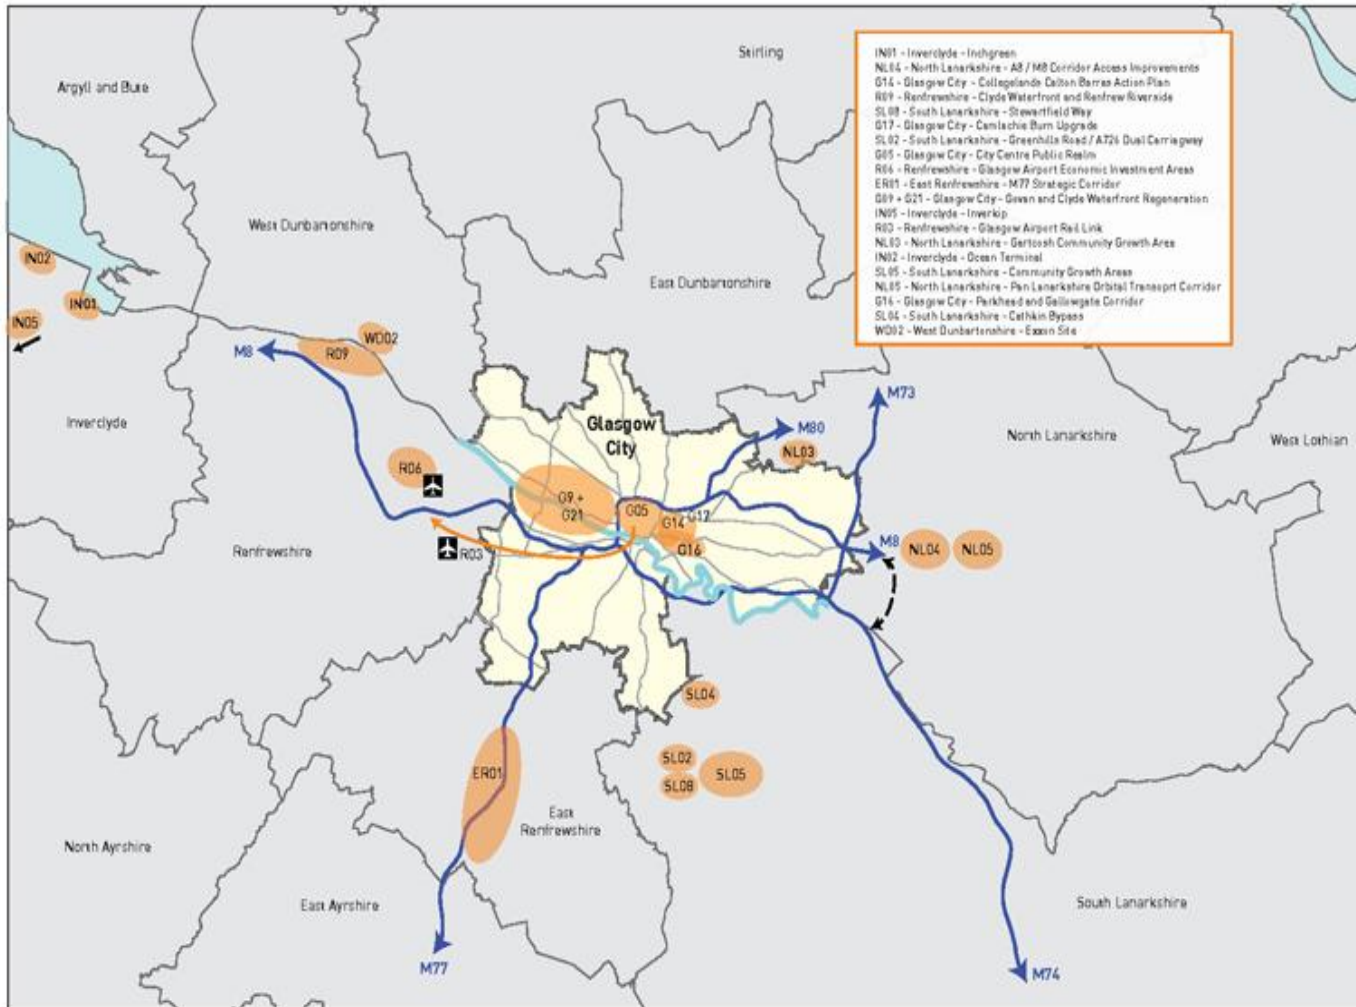 Stirling
Argyll and Bute
IN01 - Inverclyde - Inchgreen
NL04 - North Lanarkshire - A8 / M8 Corridor Access Improvements
G14 - Glasgow City - Collegelands Calton Barras Action Plan
R09 - Renfrewshire - Clyde Waterfront and Renfrew Riverside
SL08 - South Lanarkshire - Stewartfield Way
G17 - Glasgow City - Camlachie Burn Upgrade
SL02 - South Lanarkshire - Greenhills Road / A726 Dual Carriagway
G05 - Glasgow City - City Centre Public Realm
R06 - Renfrewshire - Glasgow Airport Economic Investment Areas
ER01 - East Renfrewshire - M77 Strategic Corridor
G09 + G21 - Glasgow City - Govan and Clyde Waterfront Regeneration
IN05 - Inverclyde - Inverkip
R03 - Renfrewshire - Glasgow Airport Rail Link
NL03 - North Lanarkshire - Gartcosh Community Growth Area
IN02 - Inverclyde - Ocean Terminal
SL05 - South Lanarkshire - Community Growth Areas
NL05 - North Lanarkshire - Pan Lanarkshire Orbital Transoprt Corridor
G16 - Glasgow City - Parkhead and Gallowgate Corridor
SL04 - South Lanarkshire - Cathkin Bypass
WD02 - West Dunbartonshire - Exxon Site
West Dunbartonshire
IN02
East Dunbartonshire
IN01
IN05
WD02
M8
R09
M73
Inverclyde
Glasgow
City
M80
North Lanarkshire
West Lothian
NL03
R06
G9 +
G21
G05
G14
G17
G16
M8
NL04
NL05
Renfrewshire
R03
SL04
SL02
SL05
SL08
ER01
East
Renfrewshire
North Ayrshire
East Ayrshire
South Lanarkshire
M77
M74